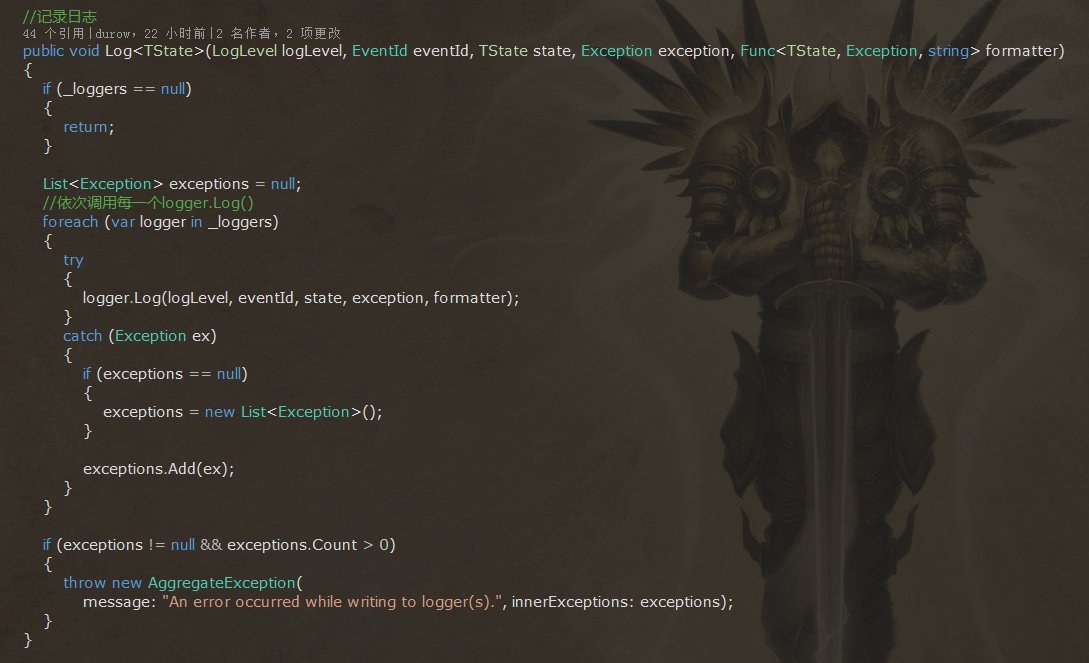 //记录日志
44 个引用|durow，22 小时前|2 名作者，2 项更改
public void Log<TState>(LogLevel logLevel, EventId eventId, TState state, Exception exception, Func<TState, Exception, string> formatter)
{
if (_loggers == null)
{
return;
}
List<Exception> exceptions = null;
//依次调用每一个logger.Log()
foreach (var logger in _loggers)
{
try
{
logger.Log(logLevel, eventId, state, exception, formatter);
}
catch (Exception ex)
{
if (exceptions == null)
{
exceptions = new List<Exception>();
}
exceptions.Add(ex);
}
}
if (exceptions != null && exceptions.Count > 0)
{
throw new AggregateException(
message: "An error occurred while writing to logger(s).", innerExceptions: exceptions);
}
}